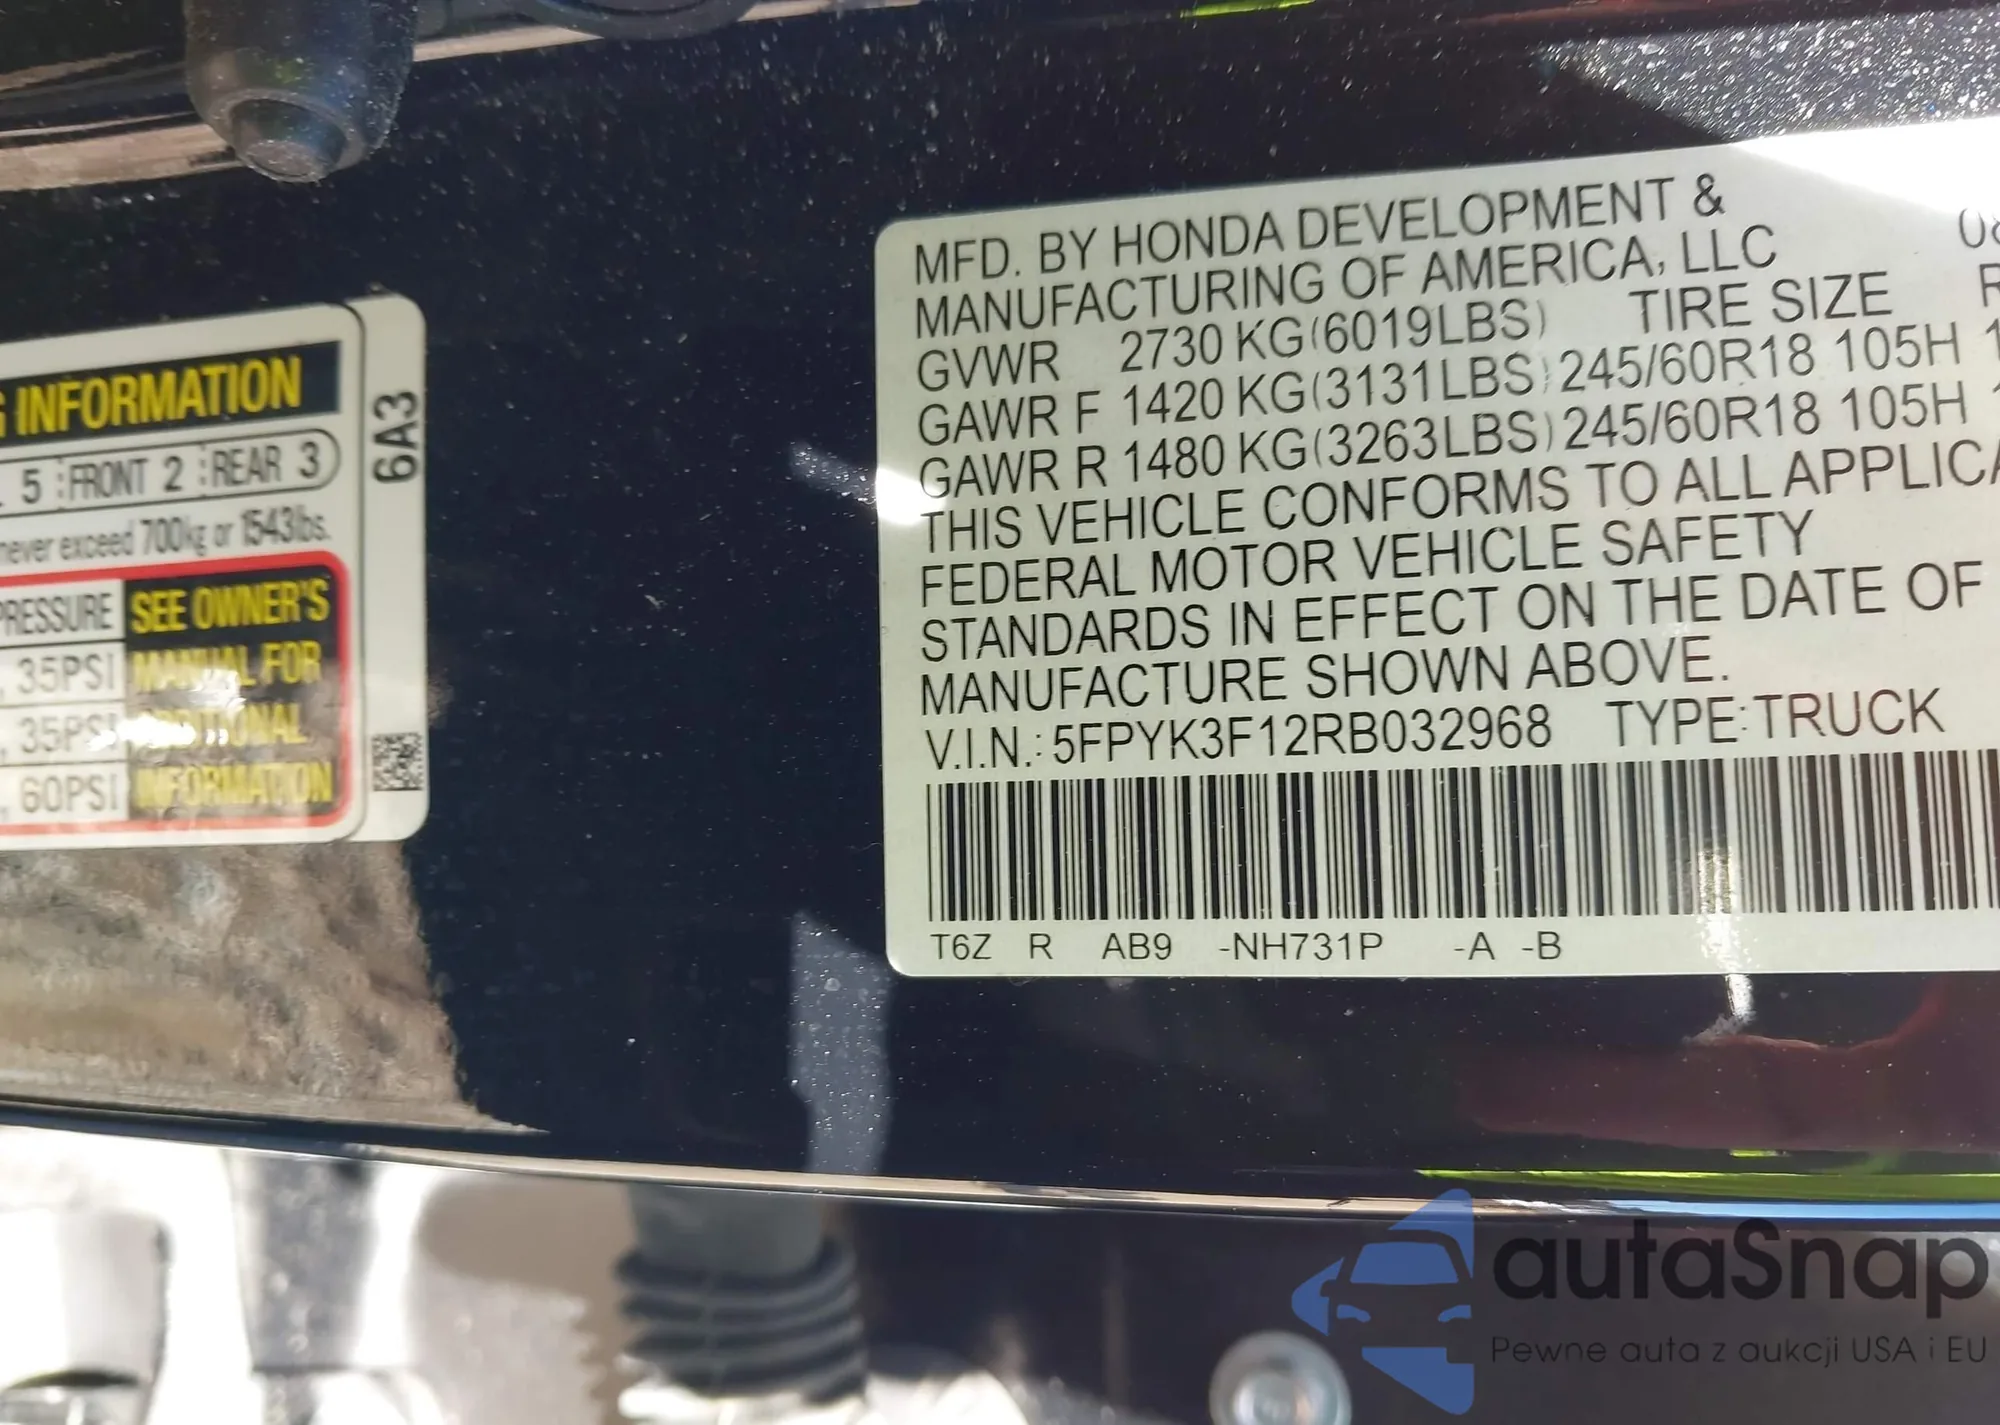 INFORMATION
5 FRONT 2 REAR 3
never exceed 700kg or 1543lbs.
PRESSURE SEE OWNER'S
, 35PSI MANUAL FOR
, 35PSI ADDITIONAL
, 60PSI INFORMATION
6A3
MFD. BY HONDA DEVELOPMENT &
MANUFACTURING OF AMERICA, LLC
GVWR 2730 KG(6019LBS) TIRE SIZE
GAWR F 1420 KG(3131LBS) 245/60R18 105H
GAWR R 1480 KG(3263LBS) 245/60R18 105H
THIS VEHICLE CONFORMS TO ALL
FEDERAL MOTOR VEHICLE SAFETY
STANDARDS IN EFFECT ON THE DATE OF
MANUFACTURE SHOWN ABOVE.
V.I.N.: 5FPYK3F12RB032968 TYPE:TRUCK
T6Z R AB9 -NH731P -A -B
autaSnap
Pewne auta z aukcji USA i EU